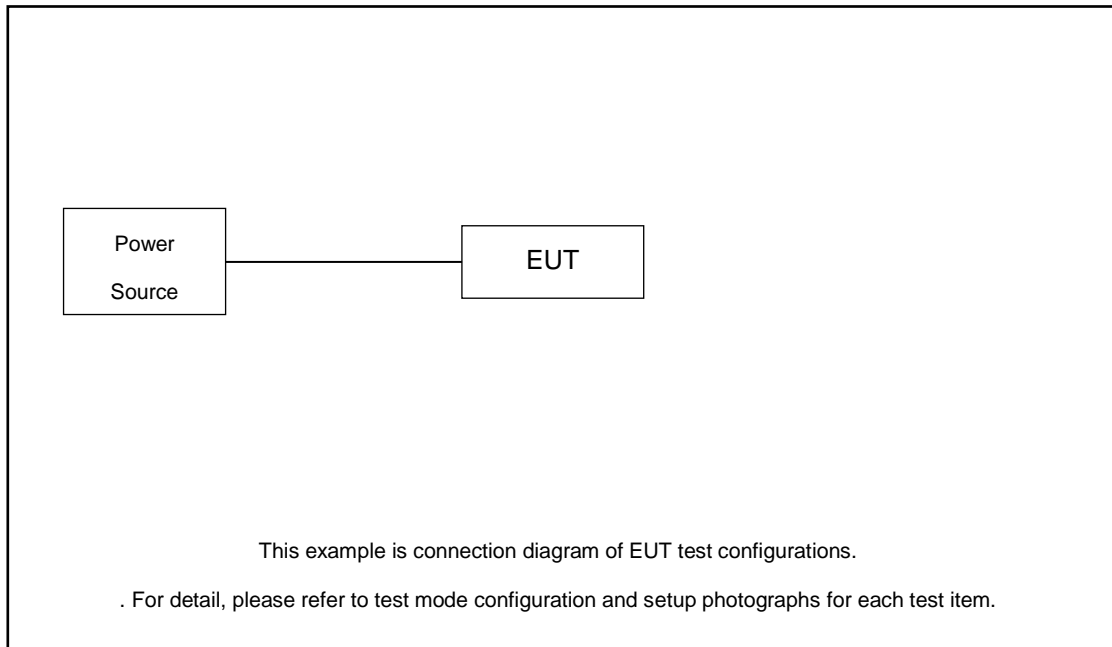 Power
Source
EUT
This example is connection diagram of EUT test configurations.
. For detail, please refer to test mode configuration and setup photographs for each test item.